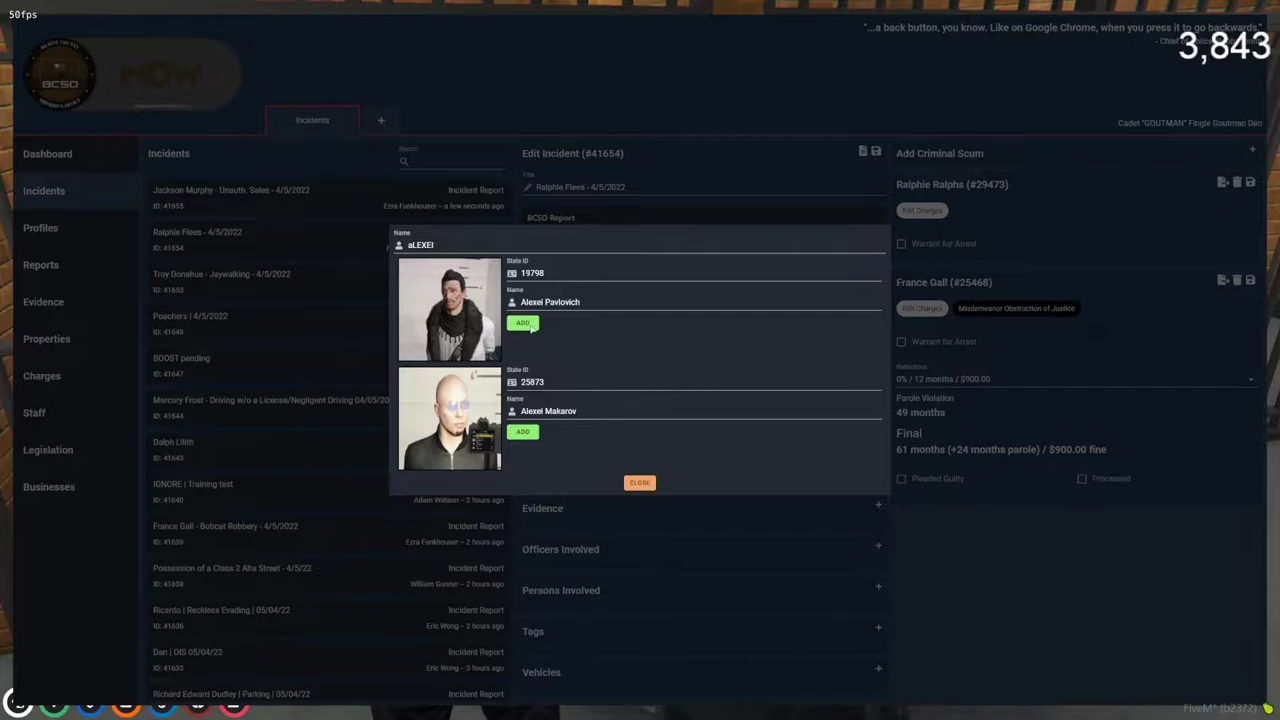 50fps
"...a back button, you know. Like on Google Chrome, when you press it to go backwards."
3,843
BCSO
Incidents
+
Cadet "GOUTMAN" Fingle Goutman Dan
Dashboard
Incidents
Profiles
Reports
Evidence
Properties
Charges
Staff
Legislation
Businesses
Incidents
Search
Jackson Murphy - Unauth. Sales - 4/5/2022
Incident Report
ID: 41655
Ezra Funkhouser – a few seconds ago
Ralphie Flees - 4/5/2022
ID: 41654
Troy Donahue - Jaywalking - 4/5/2022
ID: 41653
Poachers | 4/5/2022
ID: 41648
BOOST pending
ID: 41647
Mercury Frost - Driving w/o a License/Negligent Driving 04/05/20
ID: 41644
Dalph Lilith
ID: 41643
IGNORE | Training test
ID: 41640
Adam Watson – 2 hours ago
France Gall - Bobcat Robbery - 4/5/2022
Incident Report
ID: 41639
Ezra Funkhouser – 2 hours ago
Possession of a Class 2 Alta Street - 4/5/22
Incident Report
ID: 41638
William Gunner – 2 hours ago
Ricardo | Reckless Evading | 05/04/22
Incident Report
ID: 41636
Eric Wong – 2 hours ago
Dan | OIS 05/04/22
Incident Report
ID: 41633
Eric Wong – 3 hours ago
Richard Edward Dudley | Parking | 05/04/22
Incident Report
Edit Incident (#41654)
Title
Ralphie Flees - 4/5/2022
BCSO Report
Name
aLEXEI
State ID
19798
Name
Alexei Pavlovich
ADD
State ID
25873
Name
Alexei Makarov
ADD
CLOSE
Evidence
+
Officers Involved
+
Persons Involved
+
Tags
+
Vehicles
+
Add Criminal Scum
+
Ralphie Ralphs (#29473)
Edit Charges
Warrant for Arrest
France Gall (#25468)
Edit Charges
Misdemeanor Obstruction of Justice
Warrant for Arrest
Reductions
0% / 12 months / $900.00
Parole Violation
49 months
Final
61 months (+24 months parole) / $900.00 fine
Pleaded Guilty
Processed
FiveM* (b2372)